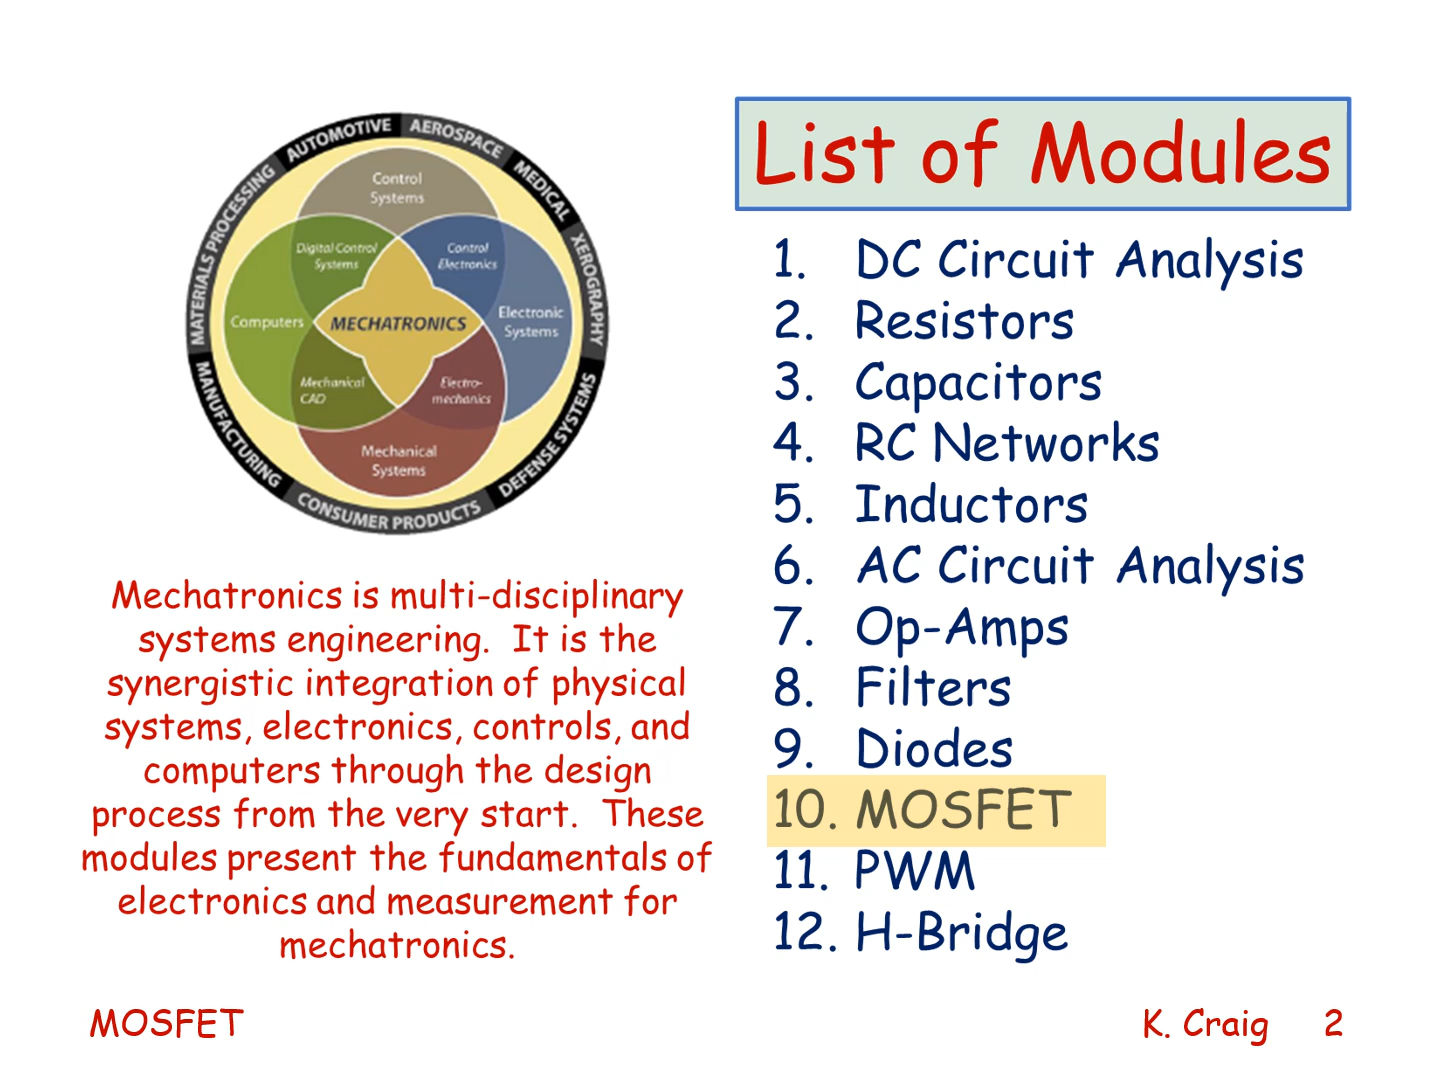 AUTOMOTIVE
AEROSPACE
MEDICAL
XEROGRAPHY
DEFENSE SYSTEMS
CONSUMER PRODUCTS
MANUFACTURING
MATERIALS PROCESSING
Control
Systems
Digital Control
Systems
Control
Electronics
Computers
MECHATRONICS
Electronic
Systems
Mechanical
CAD
Electro-
mechanics
Mechanical
Systems
Mechatronics is multi-disciplinary
systems engineering.  It is the
synergistic integration of physical
systems, electronics, controls, and
computers through the design
process from the very start.  These
modules present the fundamentals of
electronics and measurement for
mechatronics.
List of Modules
1. DC Circuit Analysis
2. Resistors
3. Capacitors
4. RC Networks
5. Inductors
6. AC Circuit Analysis
7. Op-Amps
8. Filters
9. Diodes
10. MOSFET
11. PWM
12. H-Bridge
MOSFET
K. Craig 2